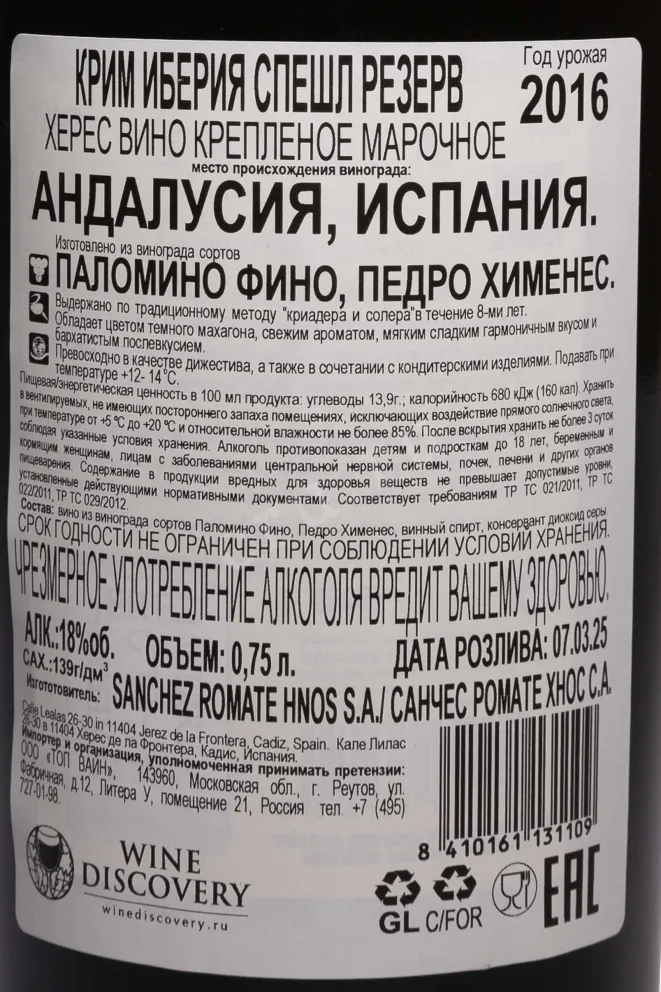 КРИМ ИБЕРИЯ СПЕШЛ РЕЗЕРВ
Год урожая
2016
ХЕРЕС ВИНО КРЕПЛЕНОЕ МАРОЧНОЕ
место происхождения винограда:
АНДАЛУСИЯ, ИСПАНИЯ.
Изготовлено из винограда сортов
ПАЛОМИНО ФИНО, ПЕДРО ХИМЕНЕС.
Выдержано по традиционному методу "криадера и солера"в течение 8-ми лет.
Обладает цветом темного махагона, свежим ароматом, мягким сладким гармоничным вкусом и
бархатистым послевкусием.
Превосходно в качестве дижестива, а также в сочетании с кондитерскими изделиями. Подавать при
температуре +12- 14°С.
Пищевая/энергетическая ценность в 100 мл продукта: углеводы 13,9г.; калорийность 680 кДж (160 кал). Хранить
в вентилируемых, не имеющих постороннего запаха помещениях, исключающих воздействие прямого солнечного света,
при температуре от +5 °С до +20 °С и относительной влажности не более 85%. После вскрытия хранить не более 3 суток
соблюдая указанные условия хранения. Алкоголь противопоказан детям и подросткам до 18 лет, беременным и
кормящим женщинам, лицам с заболеваниями центральной нервной системы, почек, печени и других органов
пищеварения. Содержание в продукции вредных для здоровья веществ не превышает допустимые уровни,
установленные действующими нормативными документами. Соответствует требованиям ТР ТС 021/2011, ТР ТС
022/2011, ТР ТС 029/2012.
Состав: вино из винограда сортов Паломино Фино, Педро Хименес, винный спирт, консервант диоксид серы.
СРОК ГОДНОСТИ НЕ ОГРАНИЧЕН ПРИ СОБЛЮДЕНИИ УСЛОВИЙ ХРАНЕНИЯ.
ЧРЕЗМЕРНОЕ УПОТРЕБЛЕНИЕ АЛКОГОЛЯ ВРЕДИТ ВАШЕМУ ЗДОРОВЬЮ.
АЛК.:18%об. ОБЪЕМ: 0,75 л. ДАТА РОЗЛИВА: 07.03.25
САХ.:139г/дм³
Изготовитель: SANCHEZ ROMATE HNOS S.A./ САНЧЕС РОМАТЕ ХНОС С.А.
Calle Lealas 26-30 in 11404 Jerez de la Frontera, Cadiz, Spain. Кале Лилас
26-30 в 11404 Херес де ла Фронтера, Кадис, Испания.
Импортер и организация, уполномоченная принимать претензии:
ООО «ТОП ВАЙН», 143960, Московская обл., г. Реутов, ул.
Фабричная, д.12, Литера У, помещение 21, Россия тел. +7 (495)
727-01-98.
8 410161 131109
WINE
DISCOVERY
winediscovery.ru
GL C/FOR
EAC